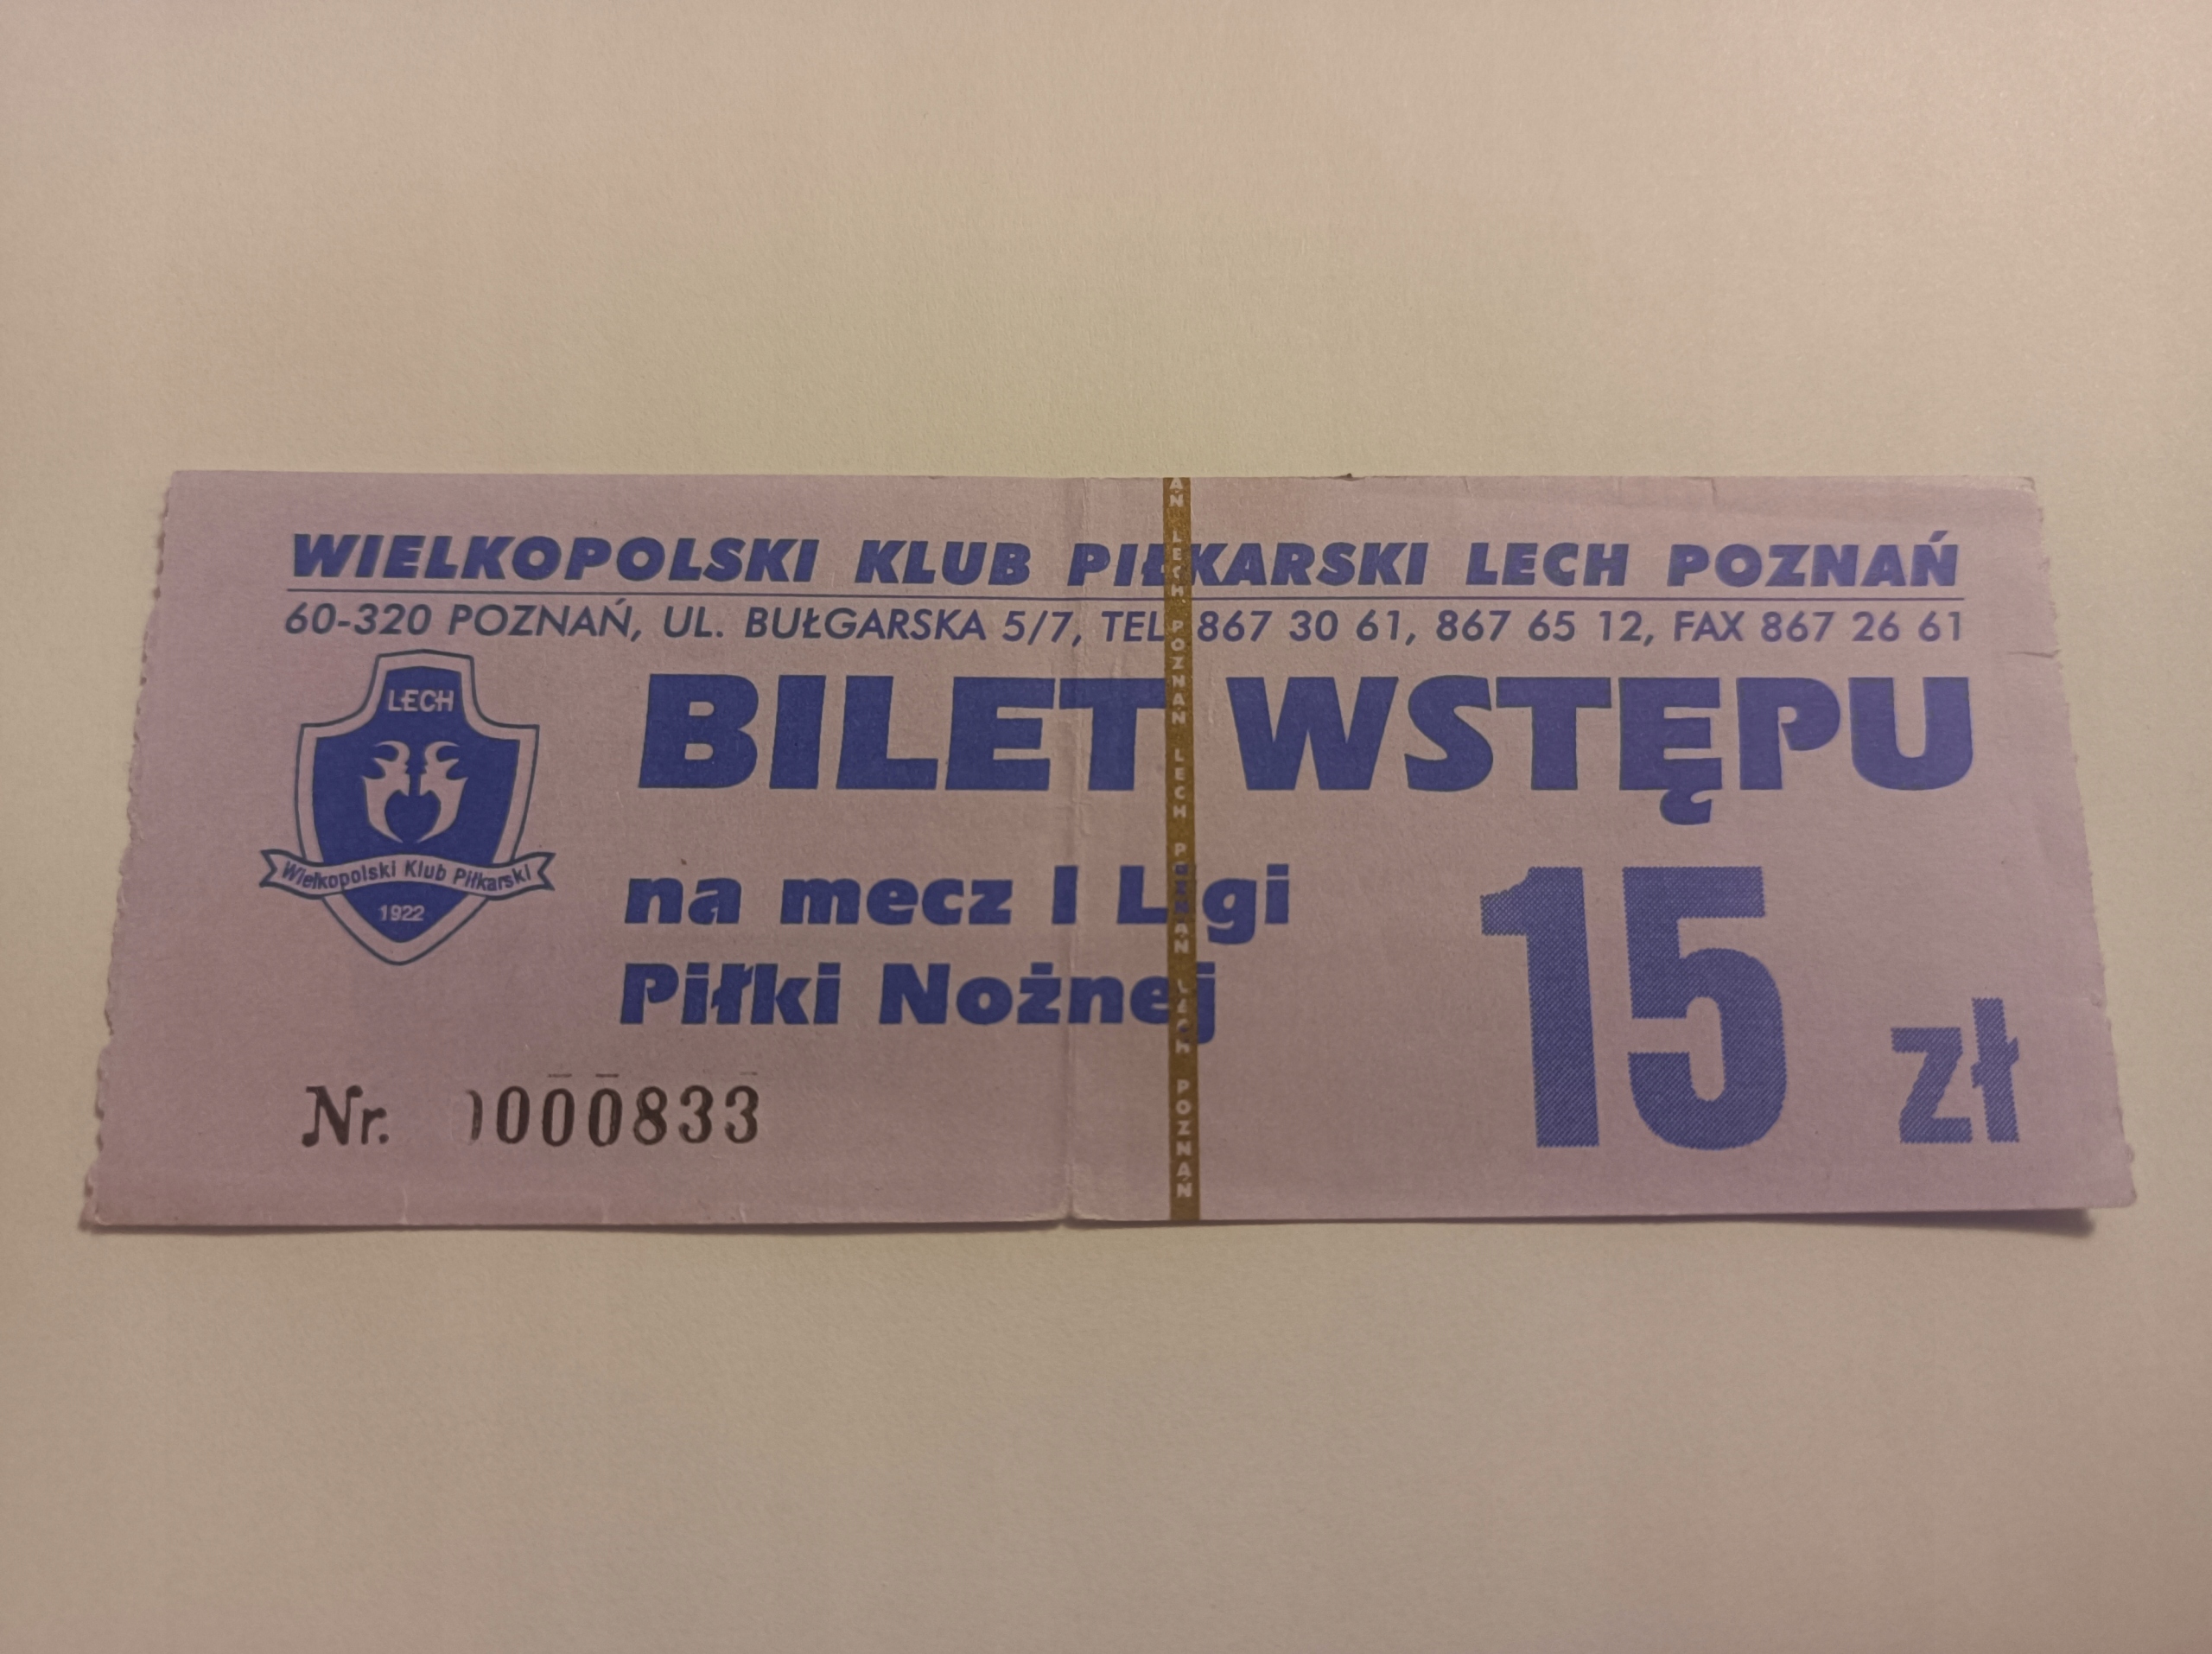 WIELKOPOLSKI KLUB PIŁKARSKI LECH POZNAŃ
60-320 POZNAŃ, UL. BUŁGARSKA 5/7, TEL 867 30 61, 867 65 12, FAX 867 26 61
LECH
Wielkopolski Klub Piłkarski
1922
BILET WSTĘPU
na mecz I Ligi
Piłki Nożnej
15 zł
Nr. 0000833
AŃ LECH POZNAŃ LECH POZNAŃ LECH POZNAŃ